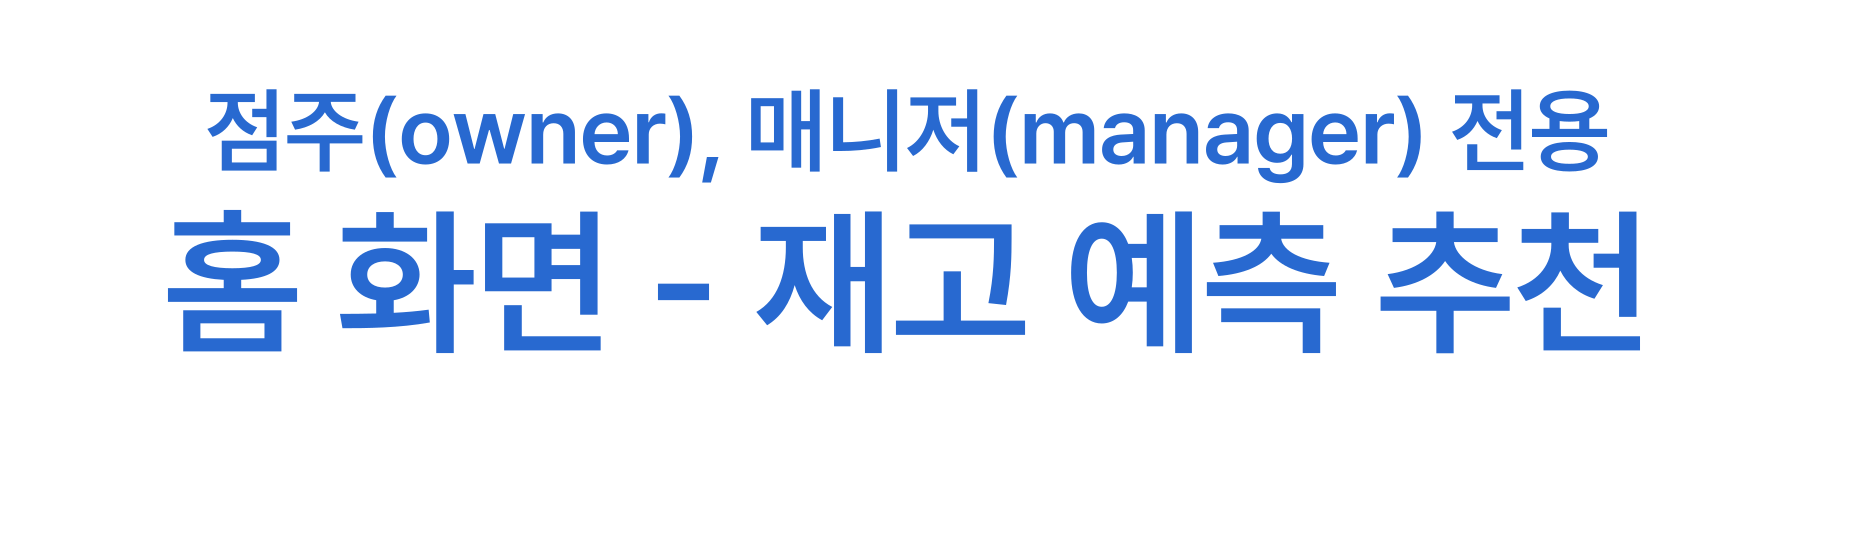 점주(owner), 매니저(manager) 전용
홈 화면 - 재고 예측 추천